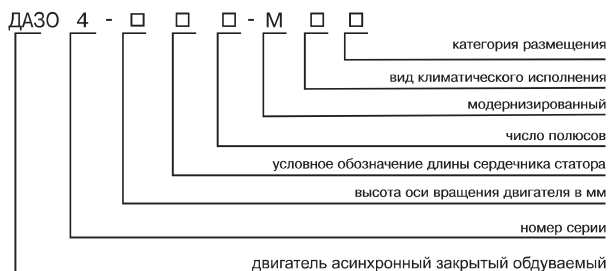 ДАЗО 4 - □ □ □ - М □ □
категория размещения
вид климатического исполнения
модернизированный
число полюсов
условное обозначение длины сердечника статора
высота оси вращения двигателя в мм
номер серии
двигатель асинхронный закрытый обдуваемый